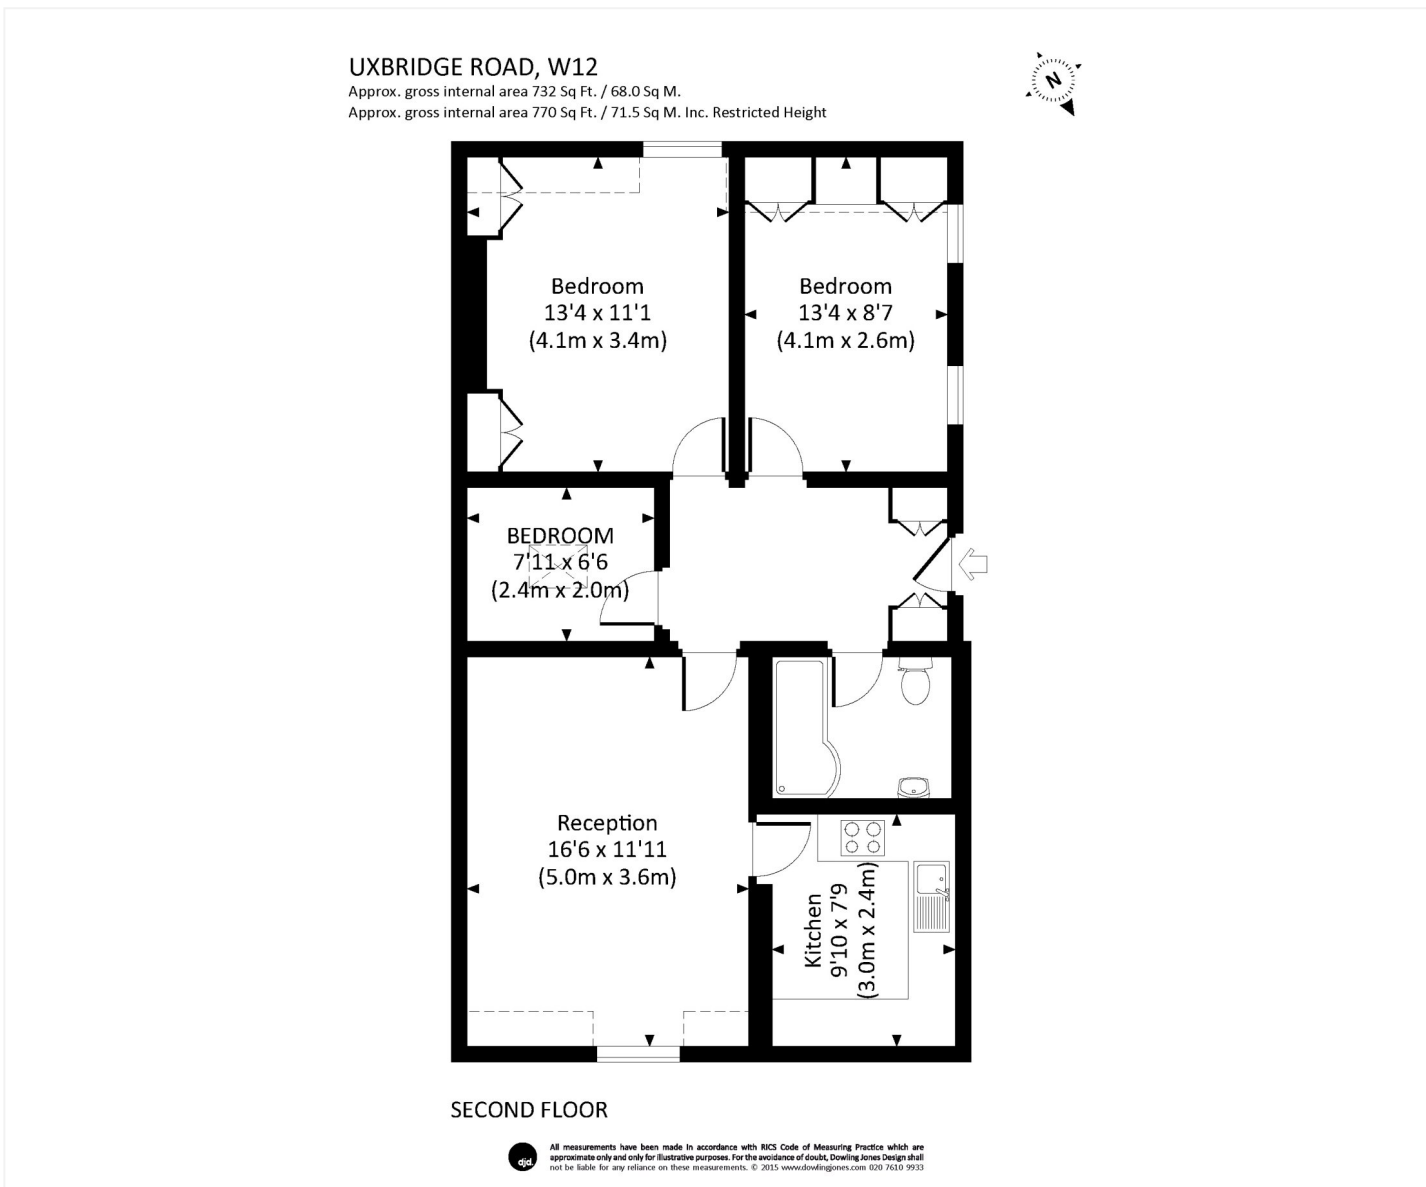 UXBRIDGE ROAD, W12
Approx. gross internal area 732 Sq Ft. / 68.0 Sq M.
Approx. gross internal area 770 Sq Ft. / 71.5 Sq M. Inc. Restricted Height
N
Bedroom
13'4 x 11'1
(4.1m x 3.4m)
Bedroom
13'4 x 8'7
(4.1m x 2.6m)
BEDROOM
7'11 x 6'6
(2.4m x 2.0m)
Reception
16'6 x 11'11
(5.0m x 3.6m)
Kitchen
9'10 x 7'9
(3.0m x 2.4m)
SECOND FLOOR
djd.
All measurements have been made in accordance with RICS Code of Measuring Practice which are
approximate only and only for illustrative purposes. For the avoidance of doubt, Dowling Jones Design shall
not be liable for any reliance on these measurements. © 2015 www.dowlingjones.com 020 7610 9933